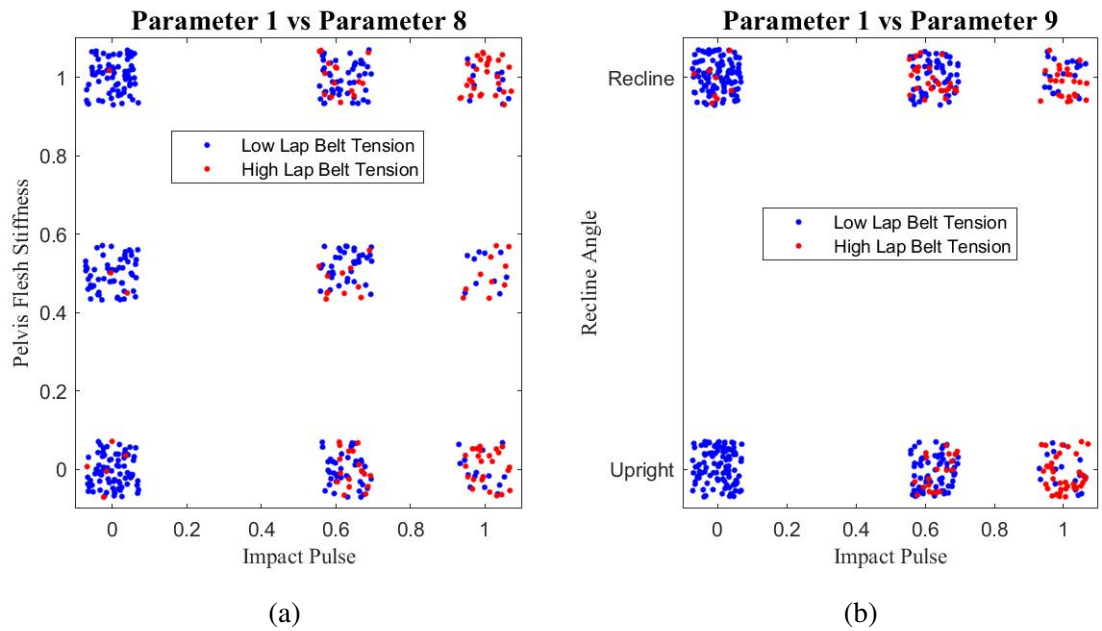 Parameter 1 vs Parameter 8
Pelvis Flesh Stiffness
1
0.8
0.6
0.4
0.2
0
Low Lap Belt Tension
High Lap Belt Tension
0 0.2 0.4 0.6 0.8 1
Impact Pulse
(a)
Parameter 1 vs Parameter 9
Recline Angle
Recline
Upright
Low Lap Belt Tension
High Lap Belt Tension
0 0.2 0.4 0.6 0.8 1
Impact Pulse
(b)